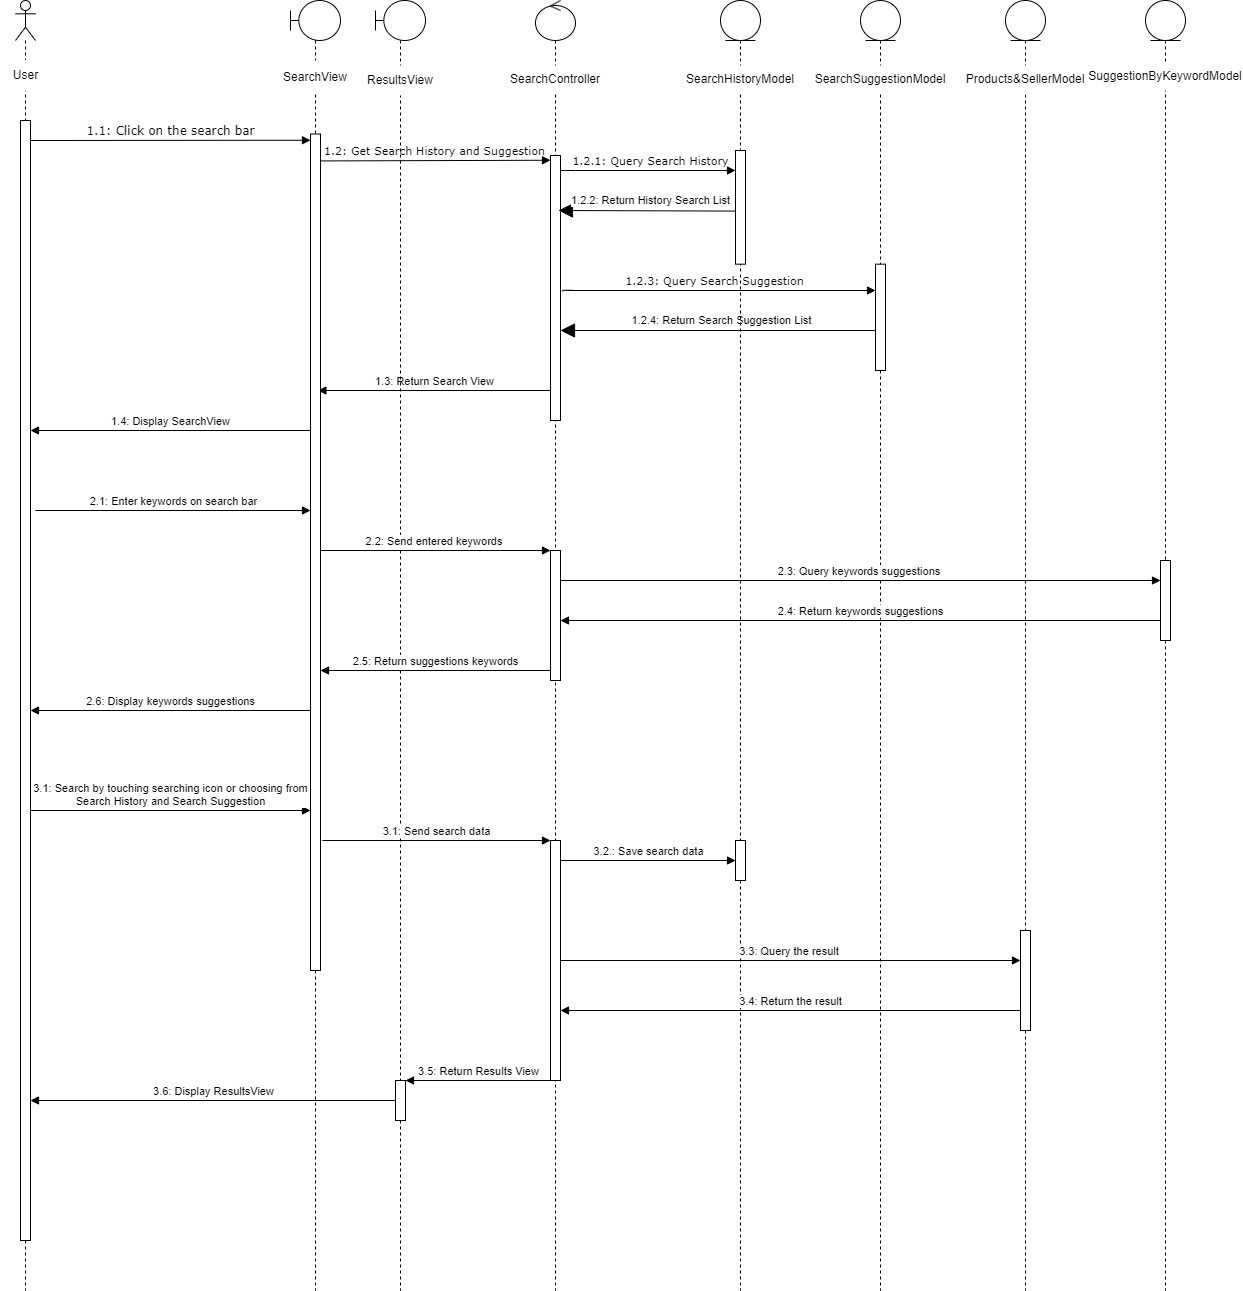 User
SearchView
ResultsView
SearchController
SearchHistoryModel
SearchSuggestionModel
Products&SellerModel
SuggestionByKeywordModel
1.1: Click on the search bar
1.2: Get Search History and Suggestion
1.2.1: Query Search History
1.2.2: Return History Search List
1.2.3: Query Search Suggestion
1.2.4: Return Search Suggestion List
1.3: Return Search View
1.4: Display SearchView
2.1: Enter keywords on search bar
2.2: Send entered keywords
2.3: Query keywords suggestions
2.4: Return keywords suggestions
2.5: Return suggestions keywords
2.6: Display keywords suggestions
3.1: Search by touching searching icon or choosing from
Search History and Search Suggestion
3.1: Send search data
3.2.: Save search data
3.3: Query the result
3.4: Return the result
3.5: Return Results View
3.6: Display ResultsView